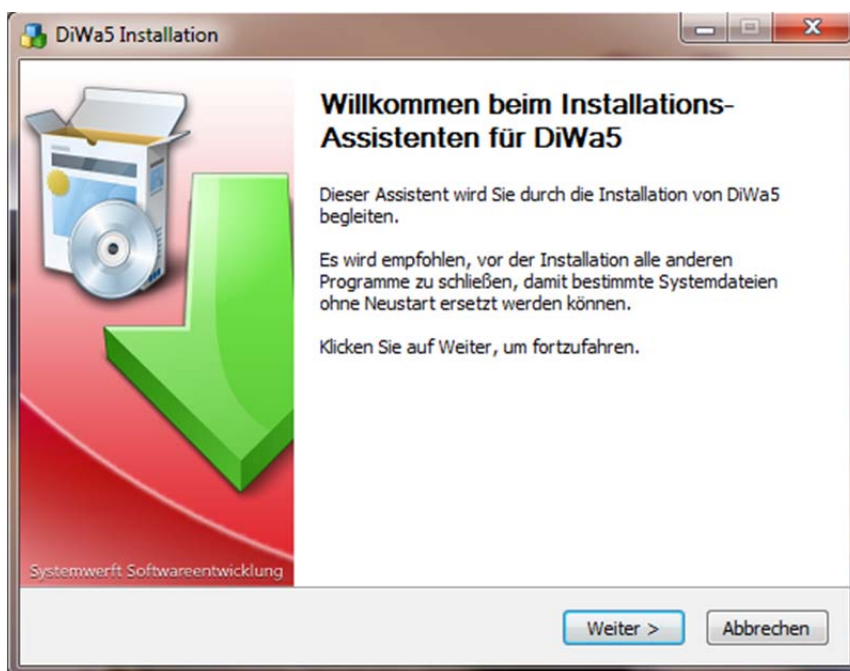 DiWa5 Installation
Willkommen beim Installations-
Assistenten für DiWa5
Dieser Assistent wird Sie durch die Installation von DiWa5
begleiten.
Es wird empfohlen, vor der Installation alle anderen
Programme zu schließen, damit bestimmte Systemdateien
ohne Neustart ersetzt werden können.
Klicken Sie auf Weiter, um fortzufahren.
Systemwerft Softwareentwicklung
Weiter >
Abbrechen